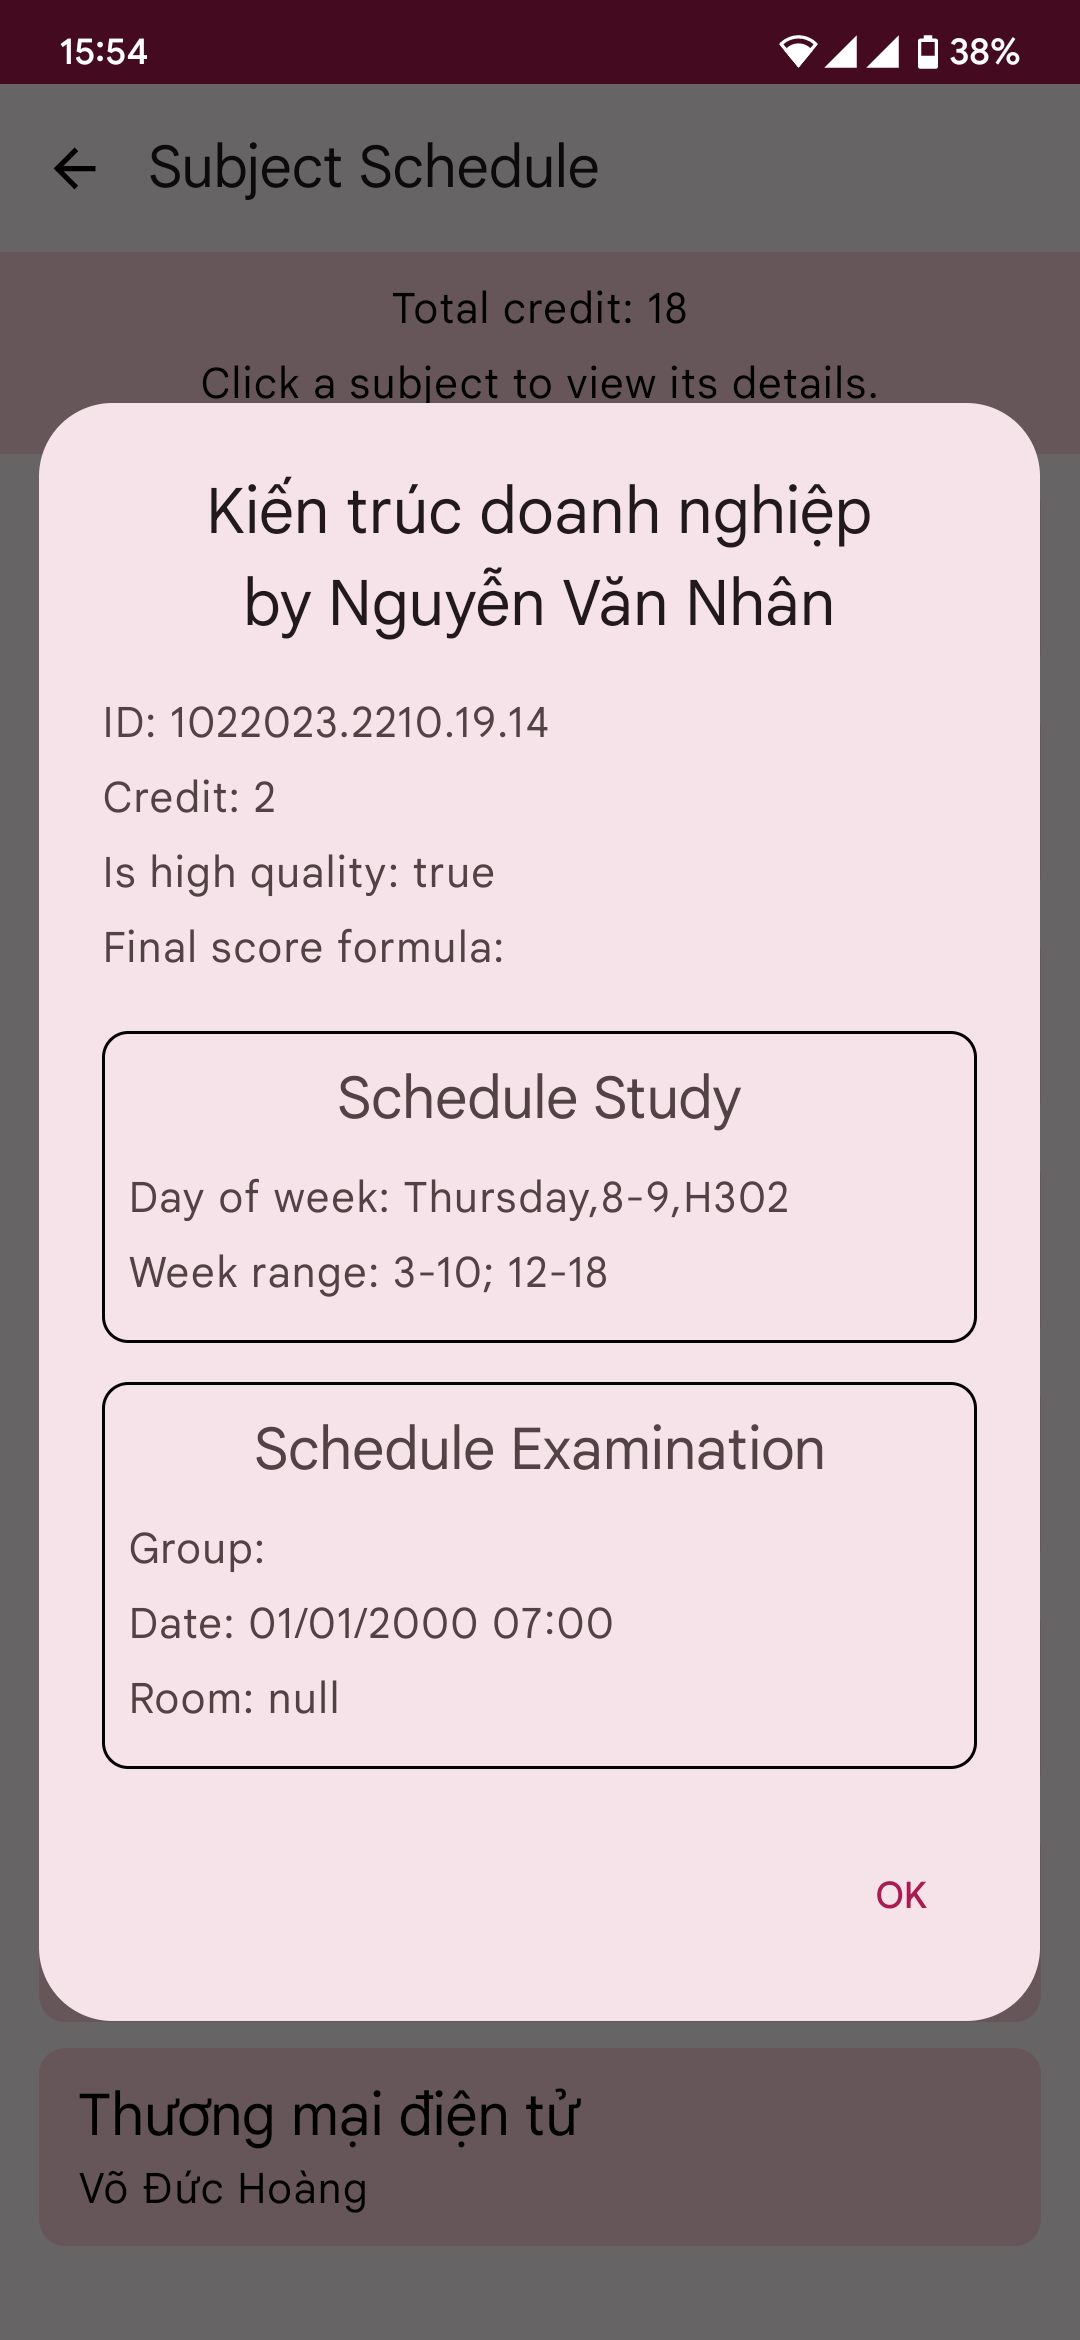 15:54
38%
Subject Schedule
Total credit: 18
Click a subject to view its details.
Kiến trúc doanh nghiệp
by Nguyễn Văn Nhân
ID: 1022023.2210.19.14
Credit: 2
Is high quality: true
Final score formula:
Schedule Study
Day of week: Thursday,8-9,H302
Week range: 3-10; 12-18
Schedule Examination
Group:
Date: 01/01/2000 07:00
Room: null
OK
Thương mại điện tử
Võ Đức Hoàng